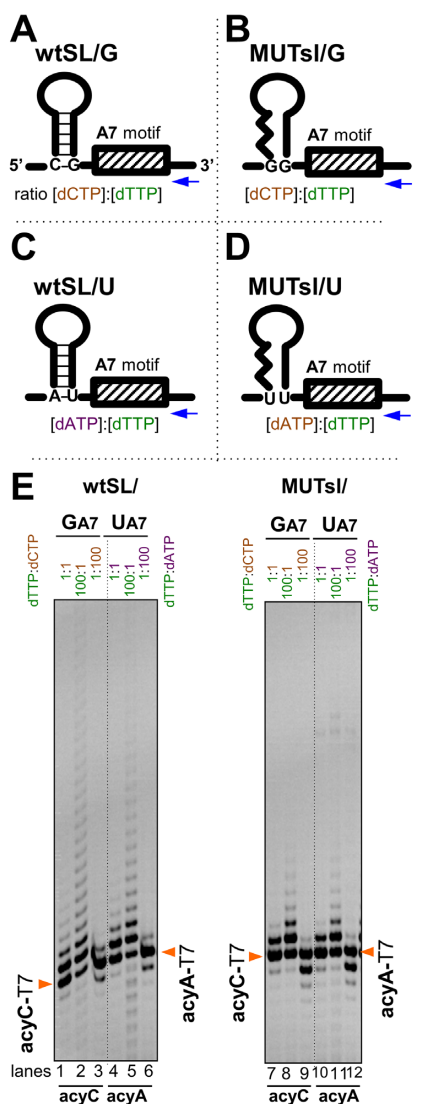 A
wtSL/G
A7 motif
5' C-G 3'
ratio [dCTP]:[dTTP]
B
MUTsl/G
A7 motif
GG
[dCTP]:[dTTP]
C
wtSL/U
A7 motif
A-U
[dATP]:[dTTP]
D
MUTsl/U
A7 motif
U U
[dATP]:[dTTP]
E
wtSL/
GA7 UA7
dTTP:dCTP
1:1
100:1
1:100
1:1
100:1
1:100
dTTP:dATP
acyC-T7
acyA-T7
lanes 1 2 3 4 5 6
acyC acyA
MUTsl/
GA7 UA7
dTTP:dCTP
1:1
100:1
1:100
1:1
100:1
1:100
dTTP:dATP
acyC-T7
acyA-T7
7 8 9 10 11 12
acyC acyA